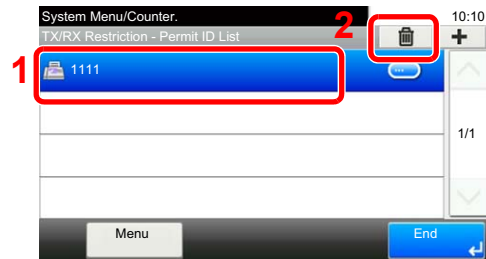 System Menu/Counter.
2
10:10
TX/RX Restriction - Permit ID List
1
1111
1/1
Menu
End